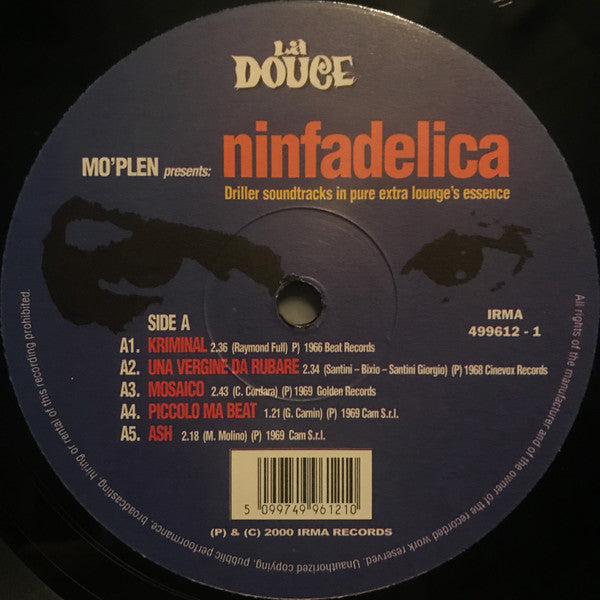 La
DOUCE
MO'PLEN presents: ninfadelica
Driller soundtracks in pure extra lounge's essence
SIDE A
IRMA
499612 - 1
A1. KRIMINAL 2.36 (Raymond Full) (P) 1966 Beat Records
A2. UNA VERGINE DA RUBARE 2.34 (Santini – Bixio – Santini Giorgio) (P) 1968 Cinevox Records
A3. MOSAICO 2.43 (C. Cordara) (P) 1969 Golden Records
A4. PICCOLO MA BEAT 1.21 (G. Carnin) (P) 1969 Cam S.r.l.
A5. ASH 2.18 (M. Molino) (P) 1969 Cam S.r.l.
5 099749 961210
(P) & (C) 2000 IRMA RECORDS
All rights of the manufacturer and of the owner of the recorded work reserved. Unauthorized copying, pubblic perfoormance, broadcasting, hiring or rental of this recording prohibited.